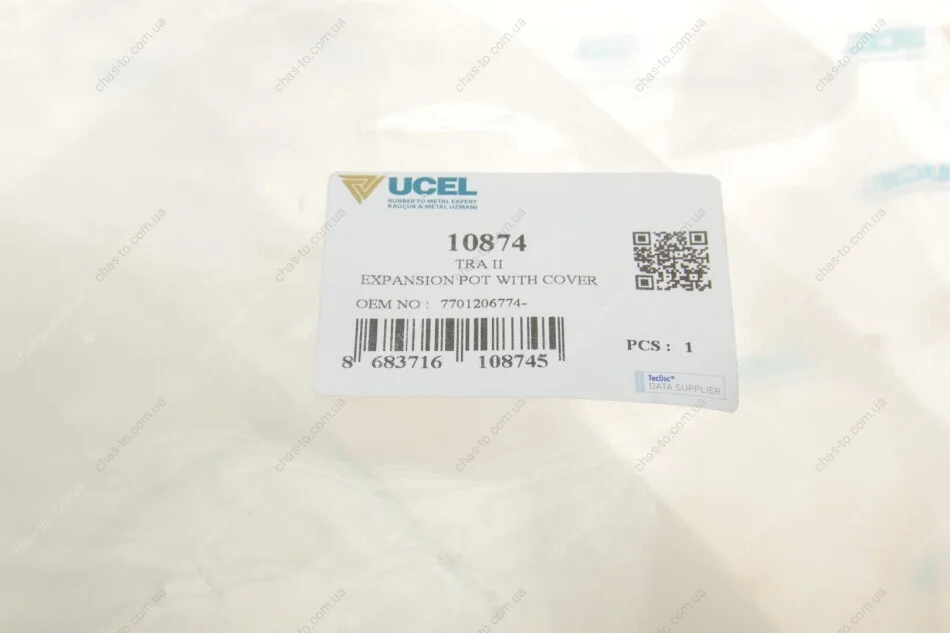 UCEL
RUBBER TO METAL EXPERT
KAUÇUK & METAL UZMANI
10874
TRA II
EXPANSION POT WITH COVER
OEM NO : 7701206774-
8 683716 108745
PCS : 1
TecDoc®
DATA SUPPLIER
UCEL
chas-to.com.ua